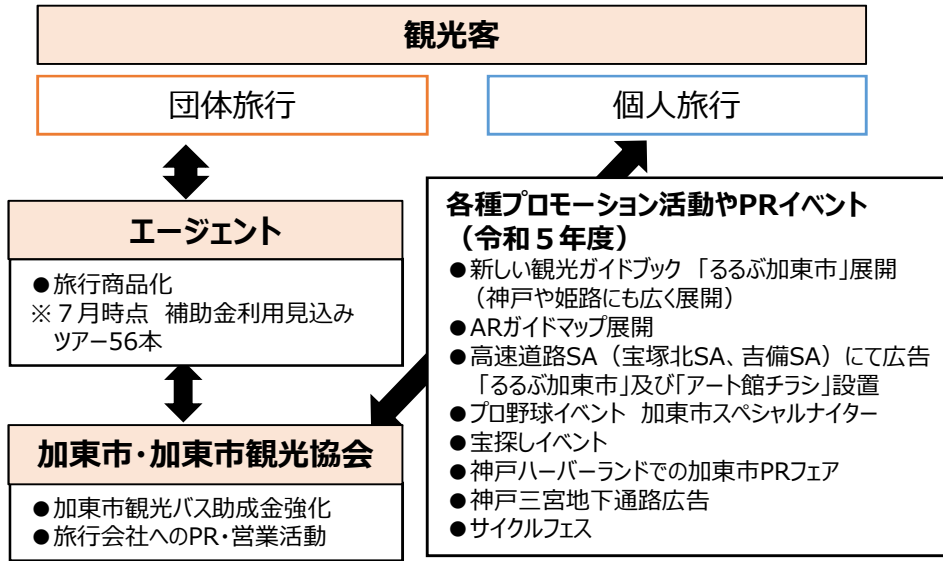 観光客
団体旅行
個人旅行
エージェント
●旅行商品化
※７月時点 補助金利用見込み
ツアー56本
加東市・加東市観光協会
●加東市観光バス助成金強化
●旅行会社へのPR・営業活動
各種プロモーション活動やPRイベント
（令和５年度）
●新しい観光ガイドブック 「るるぶ加東市」展開
（神戸や姫路にも広く展開）
●ARガイドマップ展開
●高速道路SA（宝塚北SA、吉備SA）にて広告
「るるぶ加東市」及び「アート館チラシ」設置
●プロ野球イベント 加東市スペシャルナイター
●宝探しイベント
●神戸ハーバーランドでの加東市PRフェア
●神戸三宮地下通路広告
●サイクルフェス